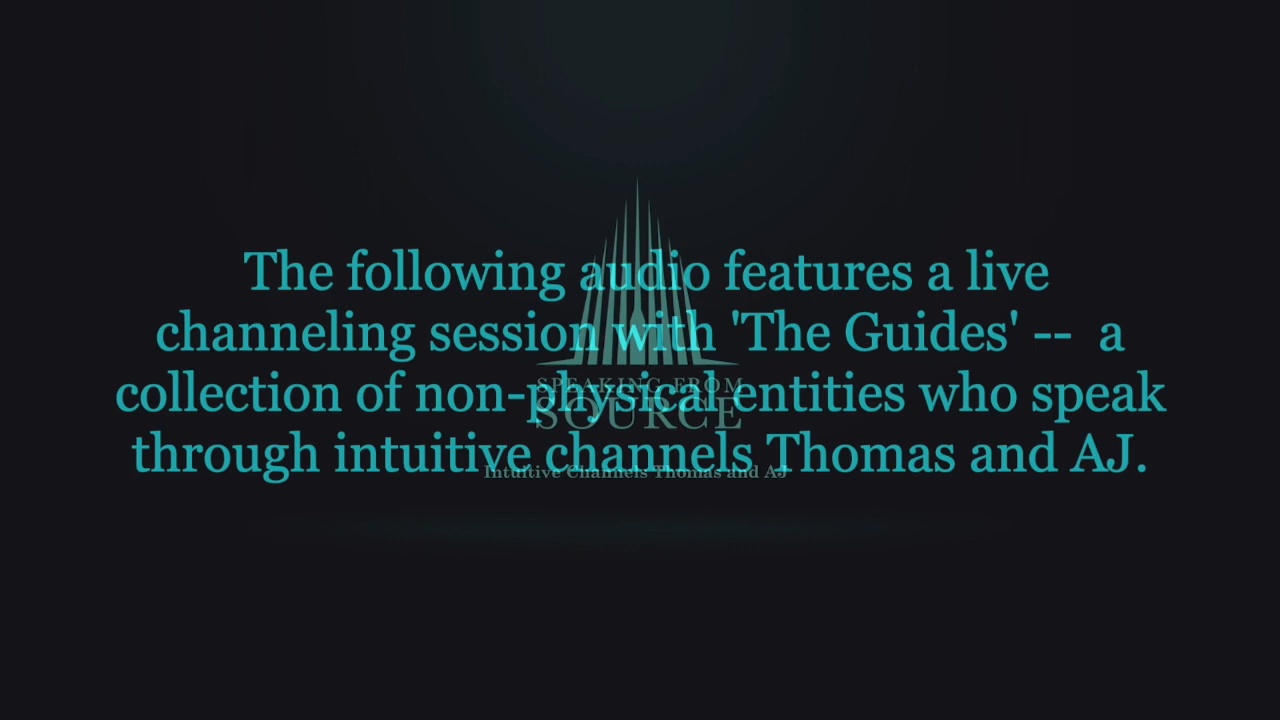 The following audio features a live
channeling session with 'The Guides' --  a
collection of non-physical entities who speak
through intuitive channels Thomas and AJ.
SPEAKING FROM
SOURCE
Intuitive Channels Thomas and AJ